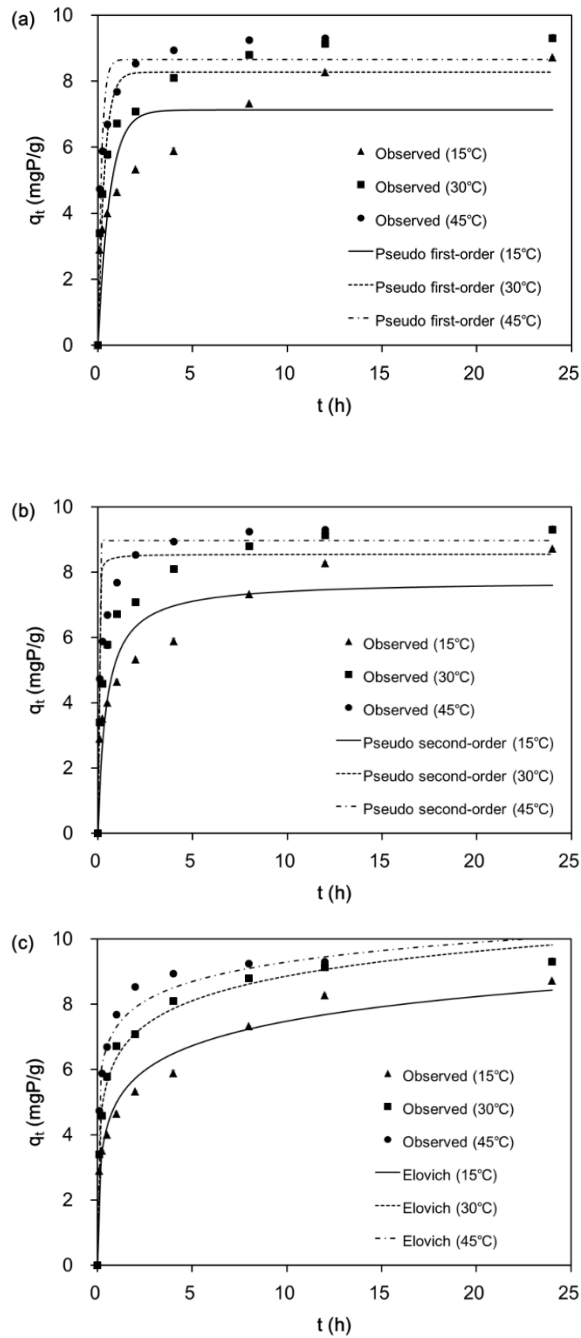 (a)
10
8
6
4
2
0
qt (mgP/g)
Observed (15℃)
Observed (30℃)
Observed (45℃)
Pseudo first-order (15℃)
Pseudo first-order (30℃)
Pseudo first-order (45℃)
0 5 10 15 20 25
t (h)
(b)
10
8
6
4
2
0
qt (mgP/g)
Observed (15℃)
Observed (30℃)
Observed (45℃)
Pseudo second-order (15℃)
Pseudo second-order (30℃)
Pseudo second-order (45℃)
0 5 10 15 20 25
t (h)
(c)
10
8
6
4
2
0
qt (mgP/g)
Observed (15℃)
Observed (30℃)
Observed (45℃)
Elovich (15℃)
Elovich (30℃)
Elovich (45℃)
0 5 10 15 20 25
t (h)